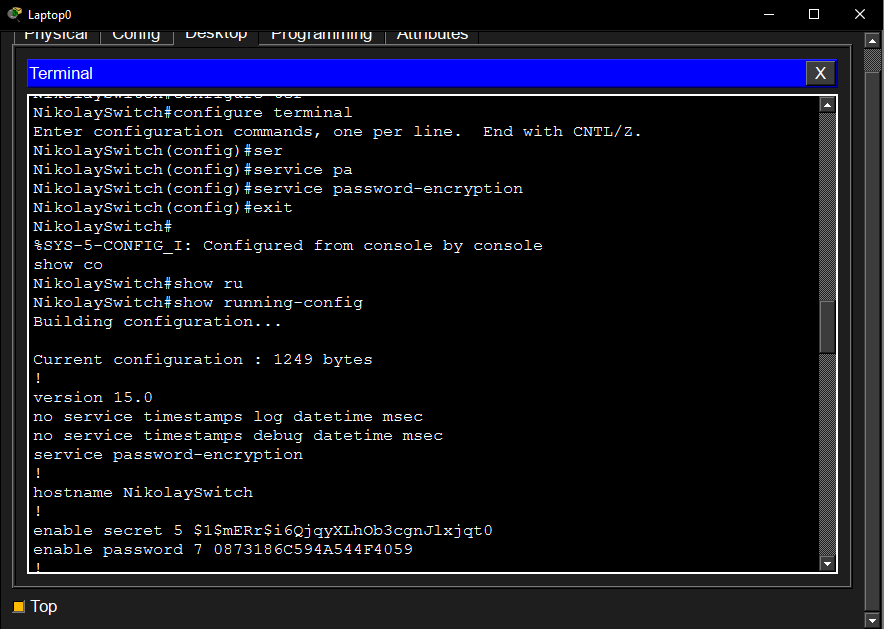 Laptop0
Physical Config Desktop Programming Attributes
Terminal X
NikolaySwitch#configure terminal
Enter configuration commands, one per line.  End with CNTL/Z.
NikolaySwitch(config)#ser
NikolaySwitch(config)#service pa
NikolaySwitch(config)#service password-encryption
NikolaySwitch(config)#exit
NikolaySwitch#
%SYS-5-CONFIG_I: Configured from console by console
show co
NikolaySwitch#show ru
NikolaySwitch#show running-config
Building configuration...
Current configuration : 1249 bytes
!
version 15.0
no service timestamps log datetime msec
no service timestamps debug datetime msec
service password-encryption
!
hostname NikolaySwitch
!
enable secret 5 $1$mERr$i6QjqyXLhOb3cgnJlxjqt0
enable password 7 0873186C594A544F4059
!
Top